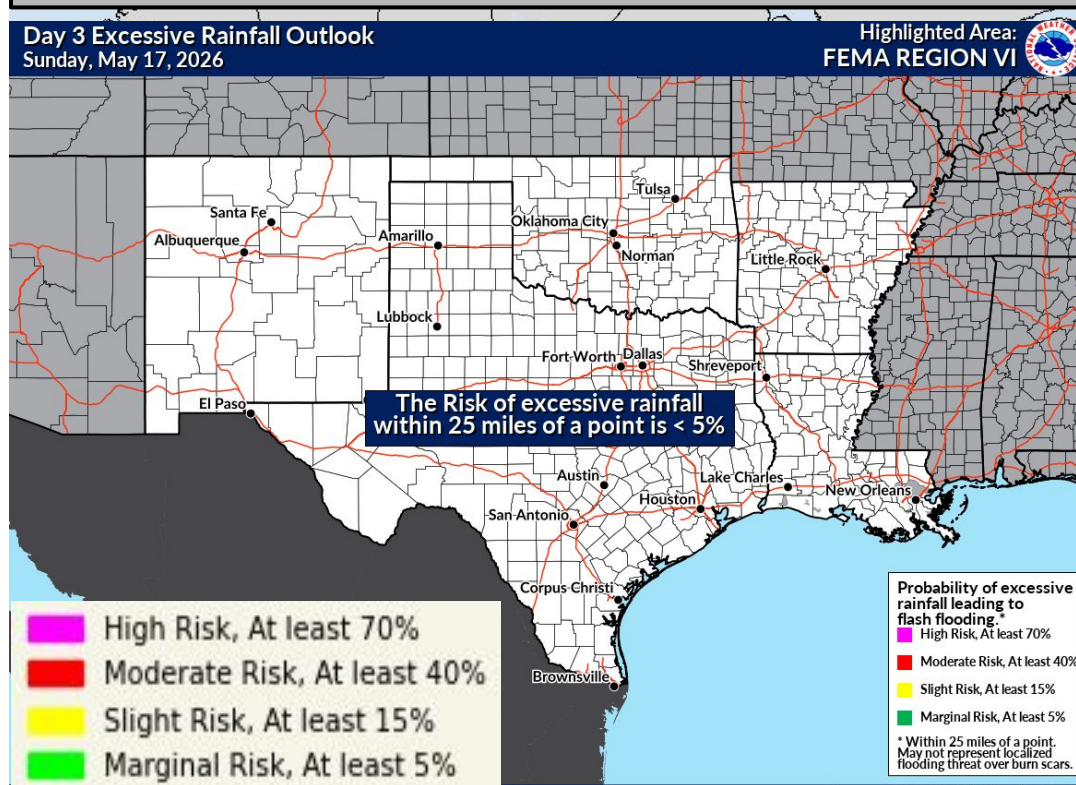 Day 3 Excessive Rainfall Outlook
Sunday, May 17, 2026
Highlighted Area:
FEMA REGION VI
NATIONAL WEATHER SERVICE
Tulsa
Santa Fe
Oklahoma City
Albuquerque
Amarillo
Norman
Little Rock
Lubbock
Fort Worth
Dallas
Shreveport
El Paso
The Risk of excessive rainfall
within 25 miles of a point is < 5%
Austin
Lake Charles
Houston
New Orleans
San Antonio
Corpus Christi
Brownsville
High Risk, At least 70%
Moderate Risk, At least 40%
Slight Risk, At least 15%
Marginal Risk, At least 5%
Probability of excessive
rainfall leading to
flash flooding.*
High Risk, At least 70%
Moderate Risk, At least 40%
Slight Risk, At least 15%
Marginal Risk, At least 5%
* Within 25 miles of a point.
May not represent localized
flooding threat over burn scars.